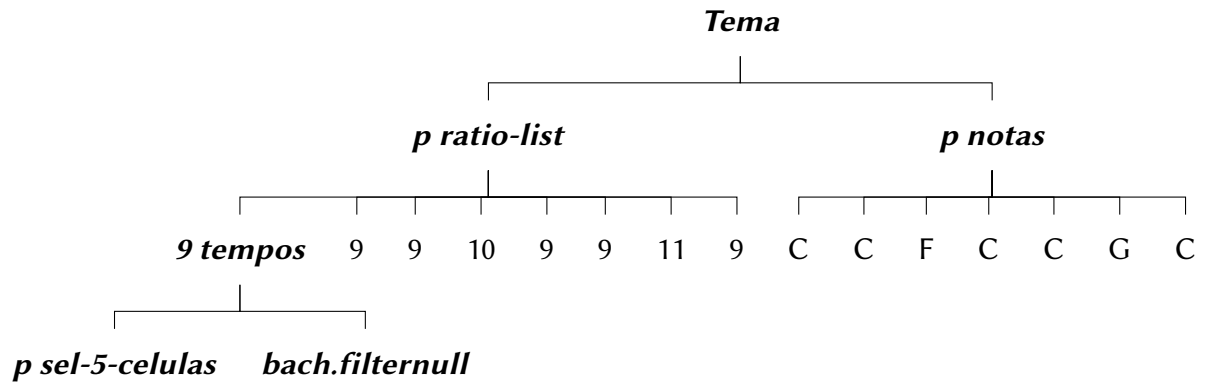 Tema
p ratio-list p notas
9 tempos 9 9 10 9 9 11 9 C C F C C G C
p sel-5-celulas bach.filternull